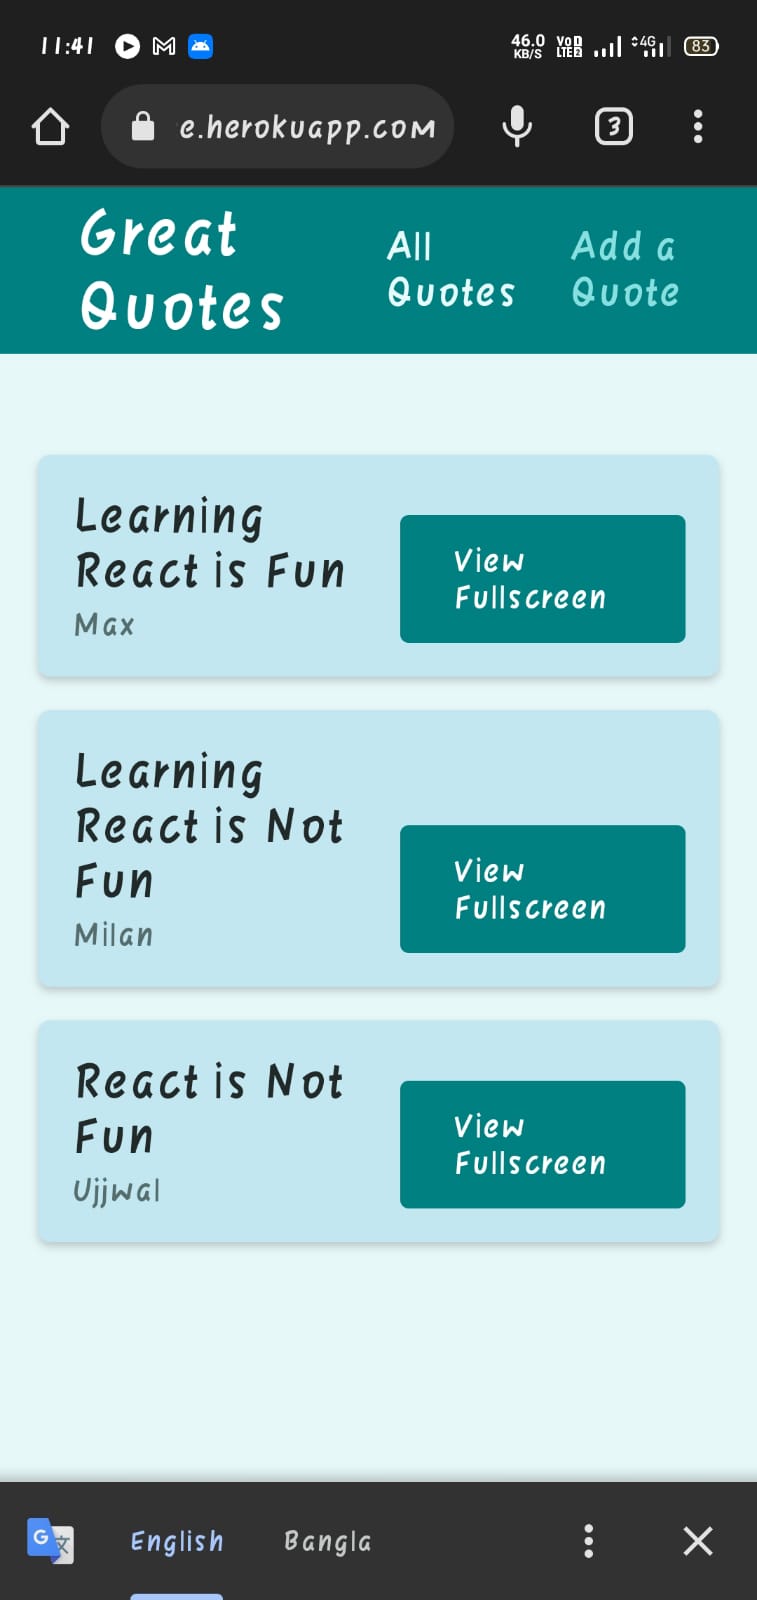 11:41
46.0 KB/S
VoD LTE2
4G
83
e.herokuapp.com
3
Great
Quotes
All
Quotes
Add a
Quote
Learning
React is Fun
Max
View
Fullscreen
Learning
React is Not
Fun
Milan
View
Fullscreen
React is Not
Fun
Ujjwal
View
Fullscreen
G 文
English
Bangla